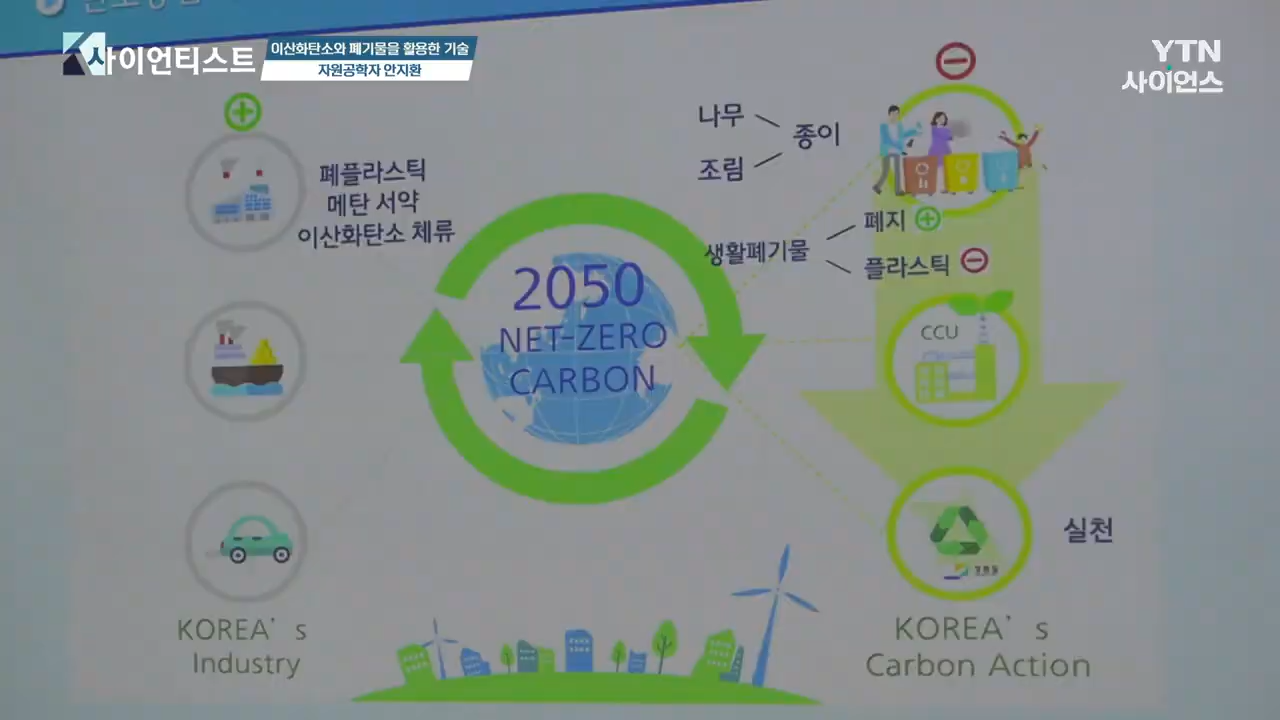 사이언티스트
이산화탄소와 폐기물을 활용한 기술
자원공학자 안지환
YTN
사이언스
폐플라스틱
메탄 서약
이산화탄소 체류
나무
조림
종이
생활폐기물
폐지
플라스틱
2050
NET-ZERO
CARBON
CCU
실천
KOREA's
Industry
KOREA's
Carbon Action